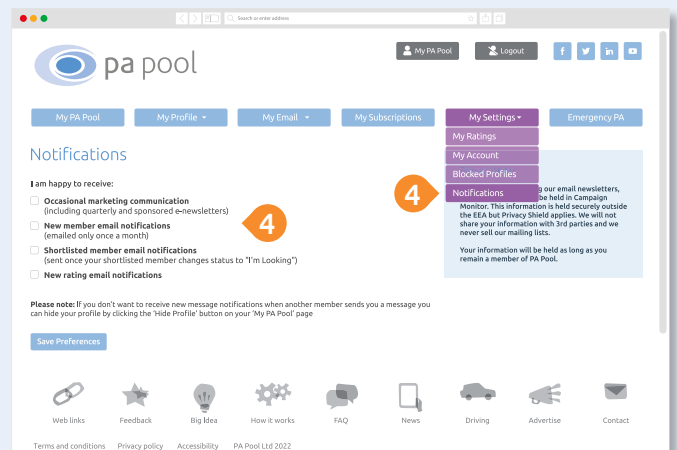 Search or enter address
pa pool
My PA Pool
Logout
My PA Pool
My Profile
My Email
My Subscriptions
My Settings
Emergency PA
My Ratings
My Account
Blocked Profiles
Notifications
Notifications
I am happy to receive:
Occasional marketing communication
(including quarterly and sponsored e-newsletters)
New member email notifications
(emailed only once a month)
Shortlisted member email notifications
(sent once your shortlisted member changes status to "I'm Looking")
New rating email notifications
4
4
g our email newsletters,
be held in Campaign
Monitor. This information is held securely outside
the EEA but Privacy Shield applies. We will not
share your information with 3rd parties and we
never sell our mailing lists.
Your information will be held as long as you
remain a member of PA Pool.
Please note: If you don't want to receive new message notifications when another member sends you a message you
can hide your profile by clicking the 'Hide Profile' button on your 'My PA Pool' page
Save Preferences
Web links
Feedback
Big Idea
How it works
FAQ
News
Driving
Advertise
Contact
Terms and conditions
Privacy policy
Accessibility
PA Pool Ltd 2022